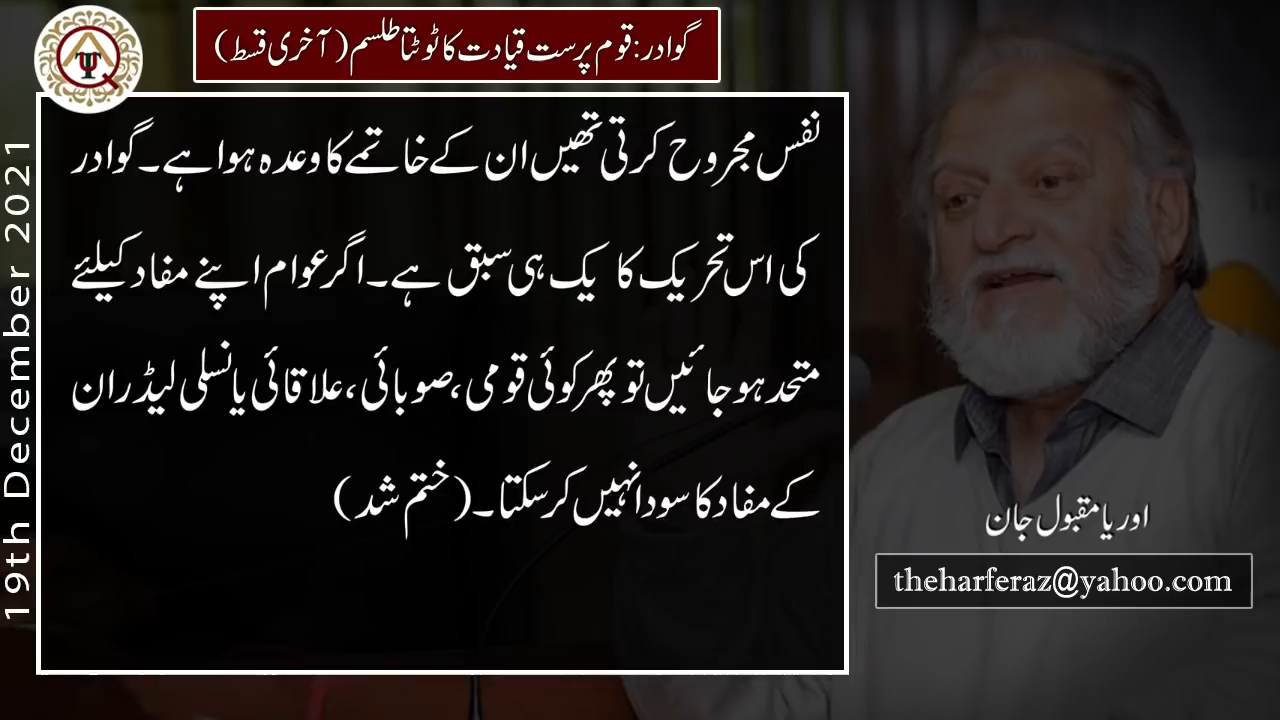 گوادر: قوم پرست قیادت کا ٹوٹتا طلسم (آخری قسط)
نفس مجروح کرتی تھیں ان کے خاتمے کا وعدہ ہوا ہے۔ گوادر
کی اس تحریک کا یک ہی سبق ہے۔ اگر عوام اپنے مفاد کیلئے
متحد ہو جائیں تو پھر کوئی قومی، صوبائی، علاقائی یا نسلی لیڈر ان
کے مفاد کا سودا نہیں کر سکتا۔ (ختم شد)
اوریا مقبول جان
theharferaz@yahoo.com
19th December 2021